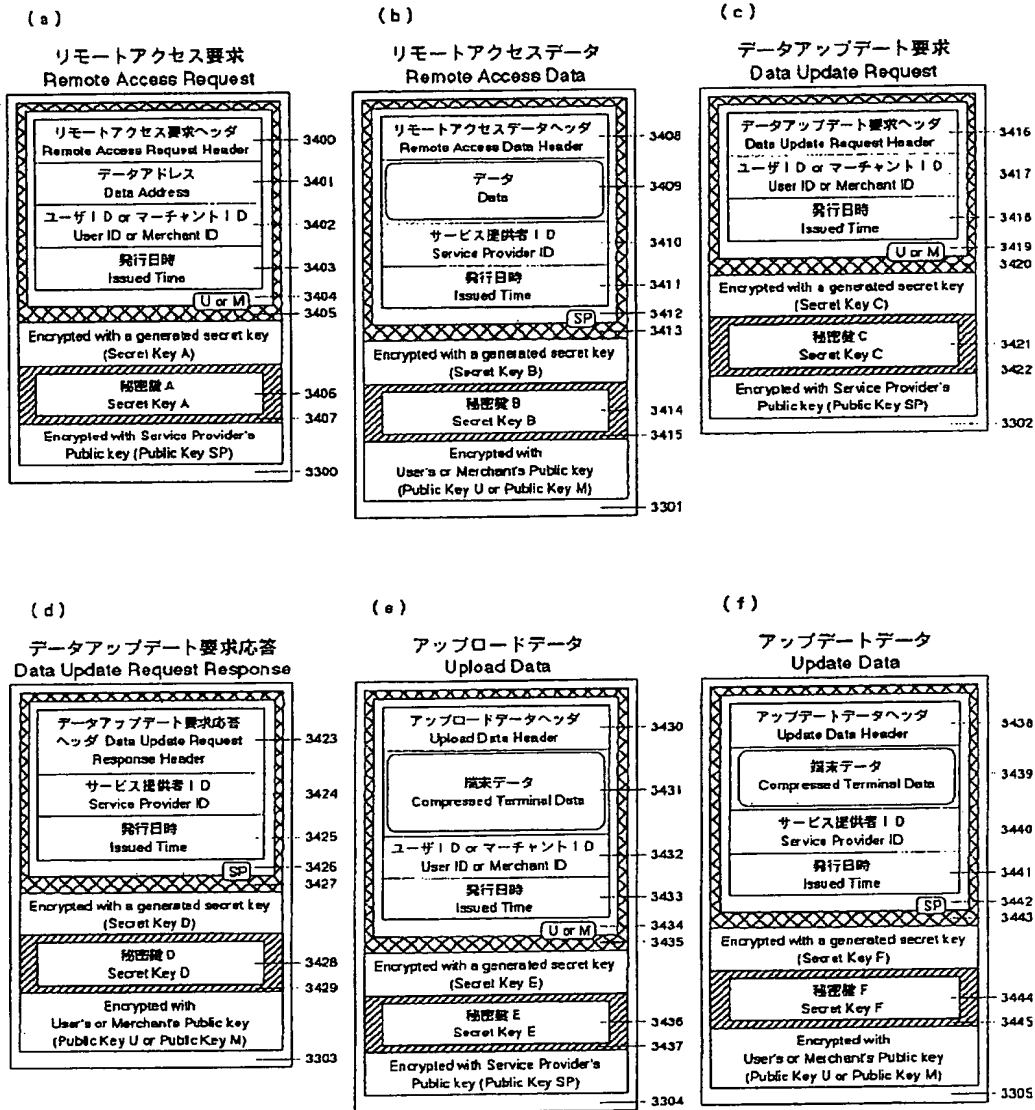 (a)
リモートアクセス要求
Remote Access Request
リモートアクセス要求ヘッダ
Remote Access Request Header
3400
データアドレス
Data Address
3401
ユーザID or マーチャントID
User ID or Merchant ID
3402
発行日時
Issued Time
3403
U or M
3404
3405
Encrypted with a generated secret key
(Secret Key A)
秘密鍵A
Secret Key A
3406
3407
Encrypted with Service Provider's
Public key (Public Key SP)
3300
(b)
リモートアクセスデータ
Remote Access Data
リモートアクセスデータヘッダ
Remote Access Data Header
3408
データ
Data
3409
サービス提供者ID
Service Provider ID
3410
発行日時
Issued Time
3411
SP
3412
3413
Encrypted with a generated secret key
(Secret Key B)
秘密鍵B
Secret Key B
3414
3415
Encrypted with
User's or Merchant's Public key
(Public Key U or Public Key M)
3301
(c)
データアップデート要求
Data Update Request
データアップデート要求ヘッダ
Data Update Request Header
3416
ユーザID or マーチャントID
User ID or Merchant ID
3417
発行日時
Issued Time
3418
U or M
3419
3420
Encrypted with a generated secret key
(Secret Key C)
秘密鍵C
Secret Key C
3421
3422
Encrypted with Service Provider's
Public key (Public Key SP)
3302
(d)
データアップデート要求応答
Data Update Request Response
データアップデート要求応答
ヘッダ Data Update Request
Response Header
3423
サービス提供者ID
Service Provider ID
3424
発行日時
Issued Time
3425
SP
3426
3427
Encrypted with a generated secret key
(Secret Key D)
秘密鍵D
Secret Key D
3428
3429
Encrypted with
User's or Merchant's Public key
(Public Key U or Public Key M)
3303
(e)
アップロードデータ
Upload Data
アップロードデータヘッダ
Upload Data Header
3430
端末データ
Compressed Terminal Data
3431
ユーザID or マーチャントID
User ID or Merchant ID
3432
発行日時
Issued Time
3433
U or M
3434
3435
Encrypted with a generated secret key
(Secret Key E)
秘密鍵E
Secret Key E
3436
3437
Encrypted with Service Provider's
Public key (Public Key SP)
3304
(f)
アップデートデータ
Update Data
アップデートデータヘッダ
Update Data Header
3438
端末データ
Compressed Terminal Data
3439
サービス提供者ID
Service Provider ID
3440
発行日時
Issued Time
3441
SP
3442
3443
Encrypted with a generated secret key
(Secret Key F)
秘密鍵F
Secret Key F
3444
3445
Encrypted with
User's or Merchant's Public key
(Public Key U or Public Key M)
3305